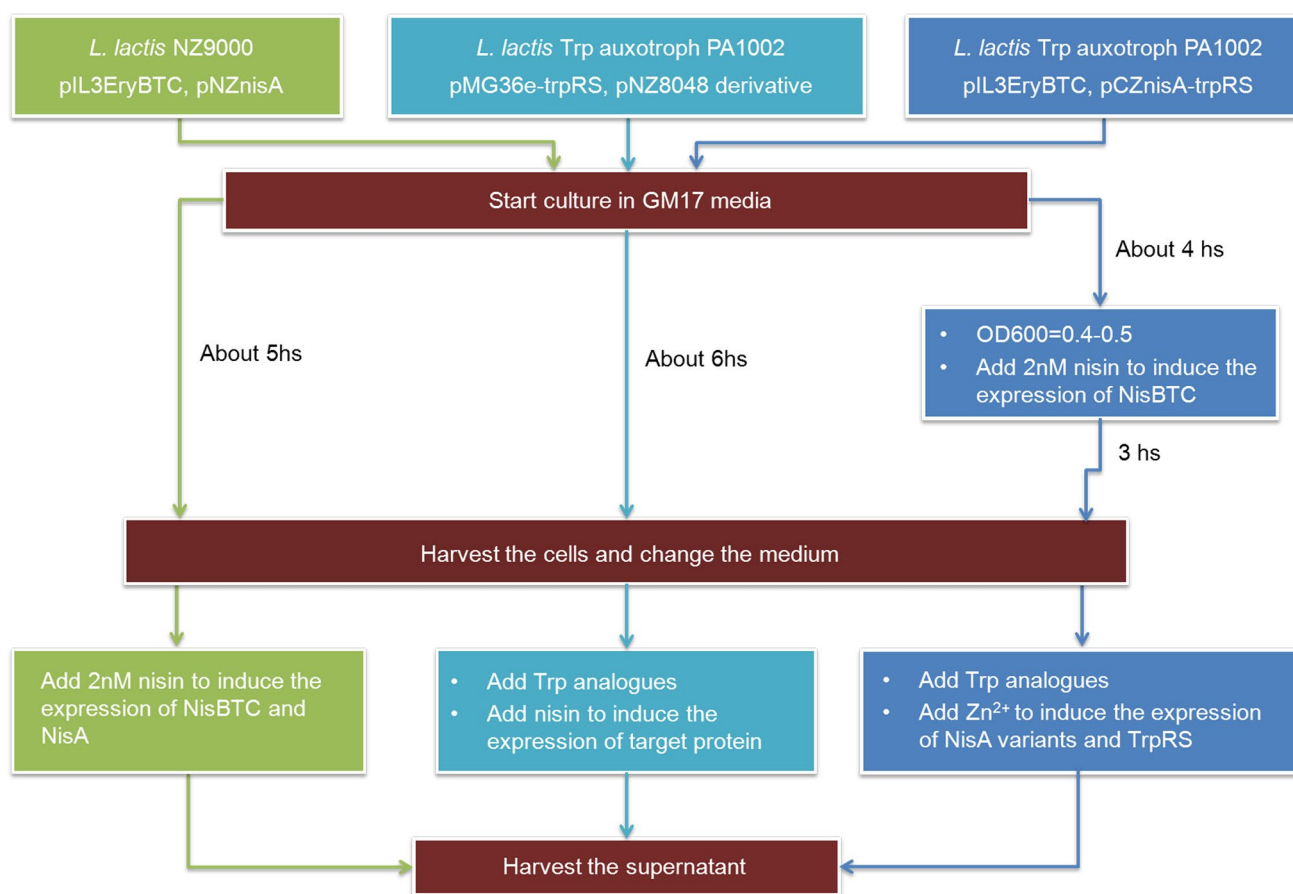 L. lactis NZ9000
pIL3EryBTC, pNZnisA
L. lactis Trp auxotroph PA1002
pMG36e-trpRS, pNZ8048 derivative
L. lactis Trp auxotroph PA1002
pIL3EryBTC, pCZnisA-trpRS
Start culture in GM17 media
About 4 hs
About 5hs
About 6hs
• OD600=0.4-0.5
• Add 2nM nisin to induce the
expression of NisBTC
3 hs
Harvest the cells and change the medium
Add 2nM nisin to induce the
expression of NisBTC and
NisA
• Add Trp analogues
• Add nisin to induce the
expression of target protein
• Add Trp analogues
• Add Zn²⁺ to induce the expression
of NisA variants and TrpRS
Harvest the supernatant